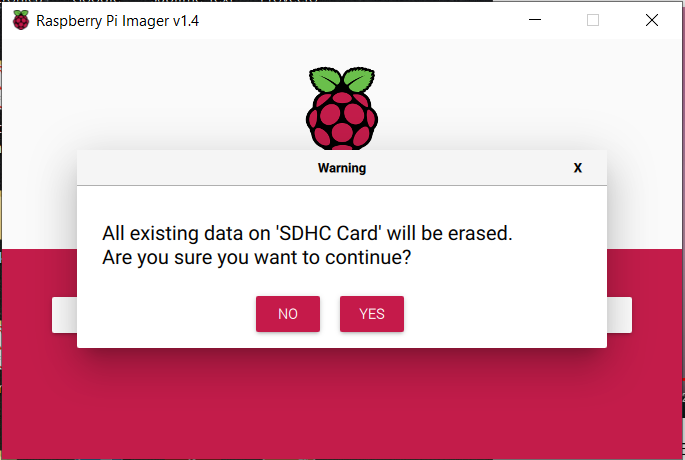 Raspberry Pi Imager v1.4
Warning
X
All existing data on 'SDHC Card' will be erased.
Are you sure you want to continue?
NO
YES